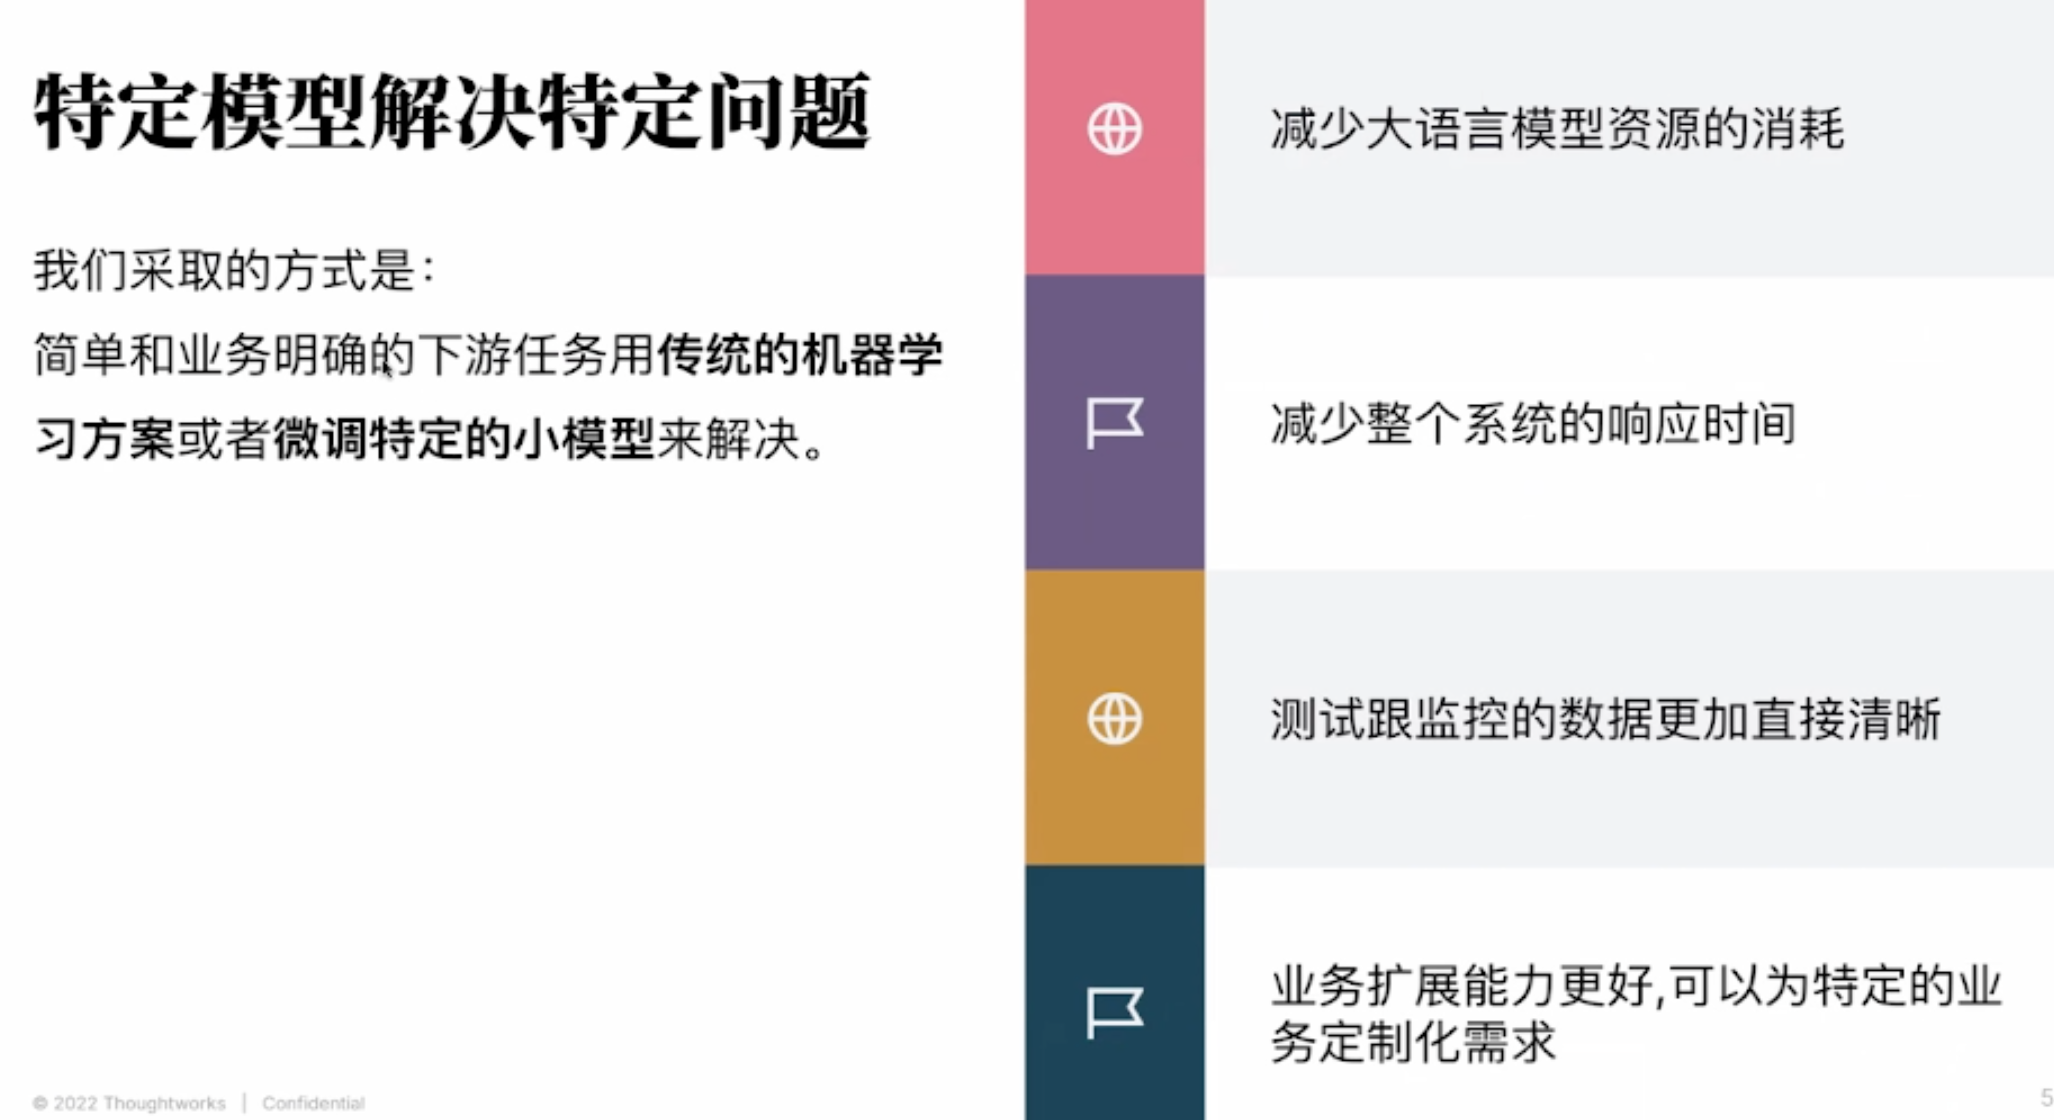 特定模型解决特定问题
我们采取的方式是：
简单和业务明确的下游任务用传统的机器学
习方案或者微调特定的小模型来解决。
减少大语言模型资源的消耗
减少整个系统的响应时间
测试跟监控的数据更加直接清晰
业务扩展能力更好,可以为特定的业
务定制化需求
© 2022 Thoughtworks | Confidential
5